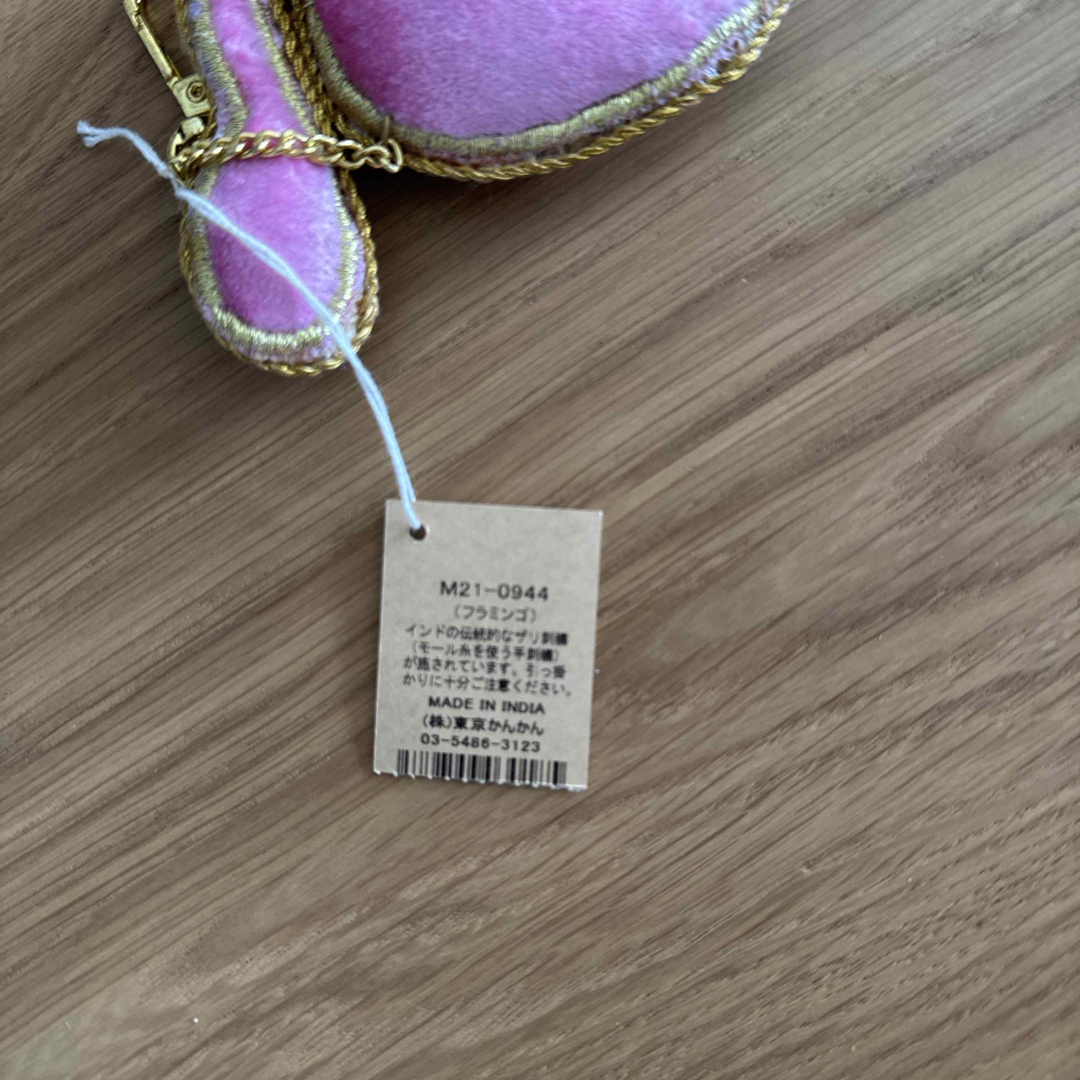 M21-0944
(フラミンゴ)
インドの伝統的なザリ刺繍
(モール糸を使う手刺繍)
が施されています。引っ掛
かりに十分ご注意ください。
MADE IN INDIA
(株)東京かんかん
03-5486-3123